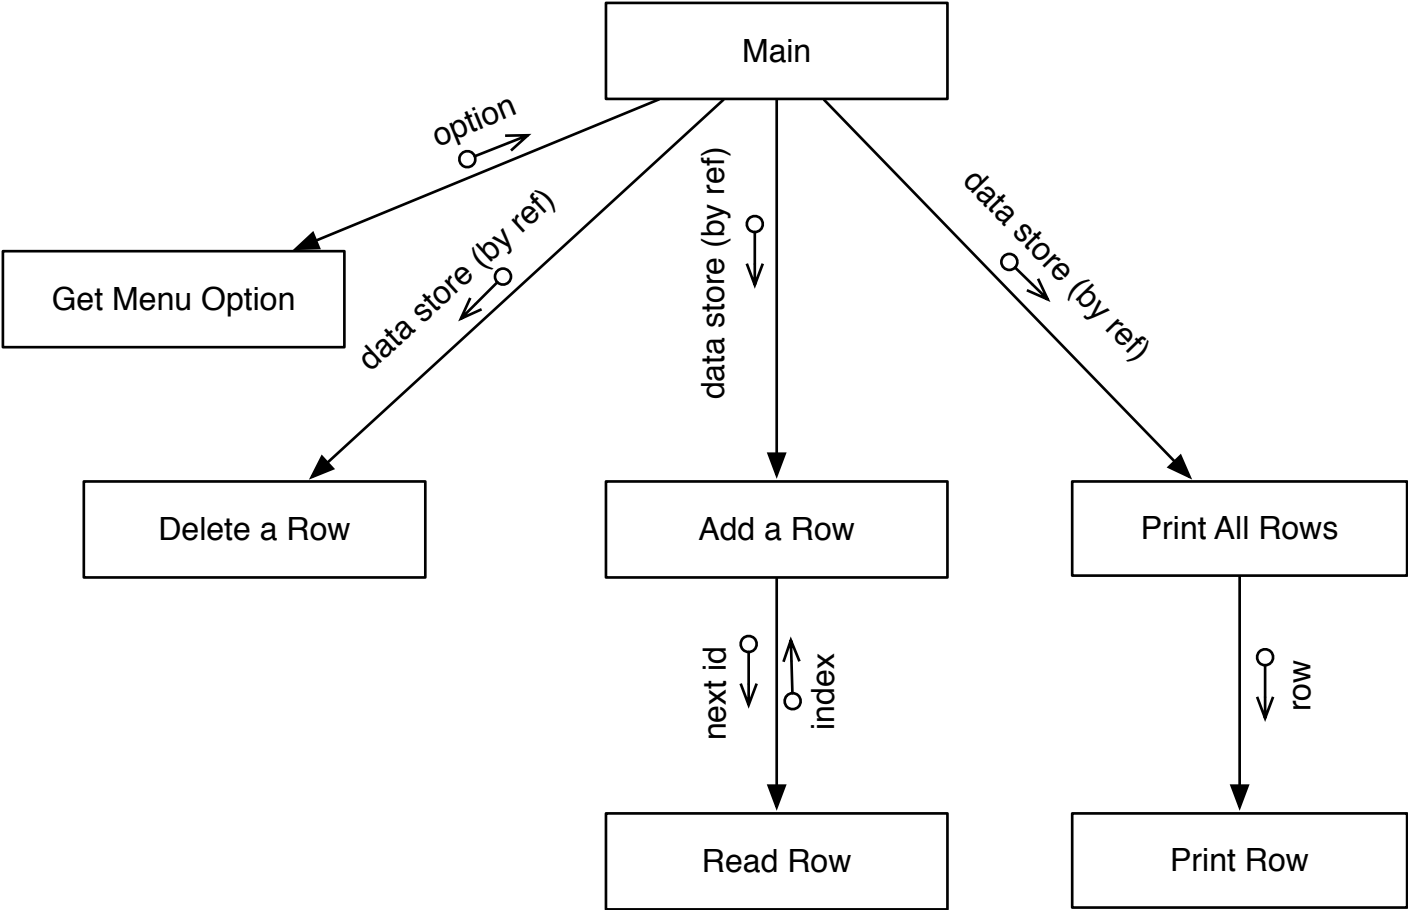 Main
option
data store (by ref)
data store (by ref)
data store (by ref)
Get Menu Option
Delete a Row
Add a Row
Print All Rows
next id
index
row
Read Row
Print Row